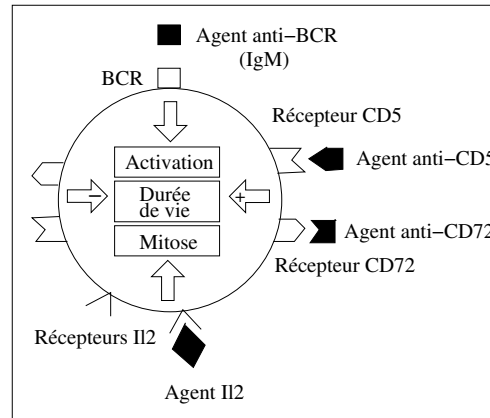 Agent anti−BCR
(IgM)
BCR
Récepteur CD5
Activation
Agent anti−CD5
−
Durée
de vie
+
Mitose
Agent anti−CD72
Récepteur CD72
Récepteurs Il2
Agent Il2